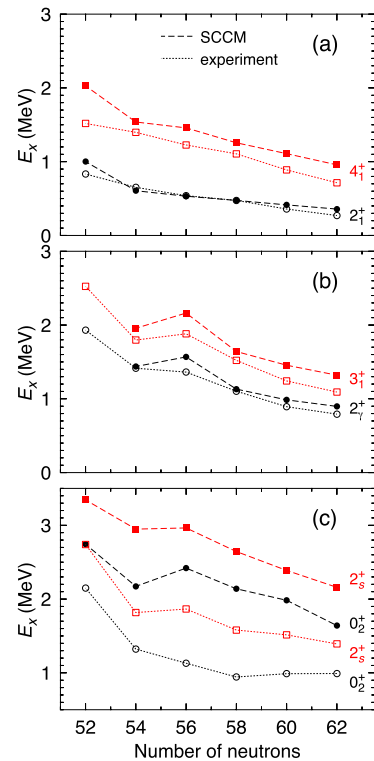 3
SCCM
experiment
(a)
2
E_x (MeV)
1
4_1^+
2_1^+
0
3
(b)
2
E_x (MeV)
1
3_1^+
2_γ^+
0
(c)
3
2_s^+
E_x (MeV)
2
0_2^+
2_s^+
1
0_2^+
52 54 56 58 60 62
Number of neutrons